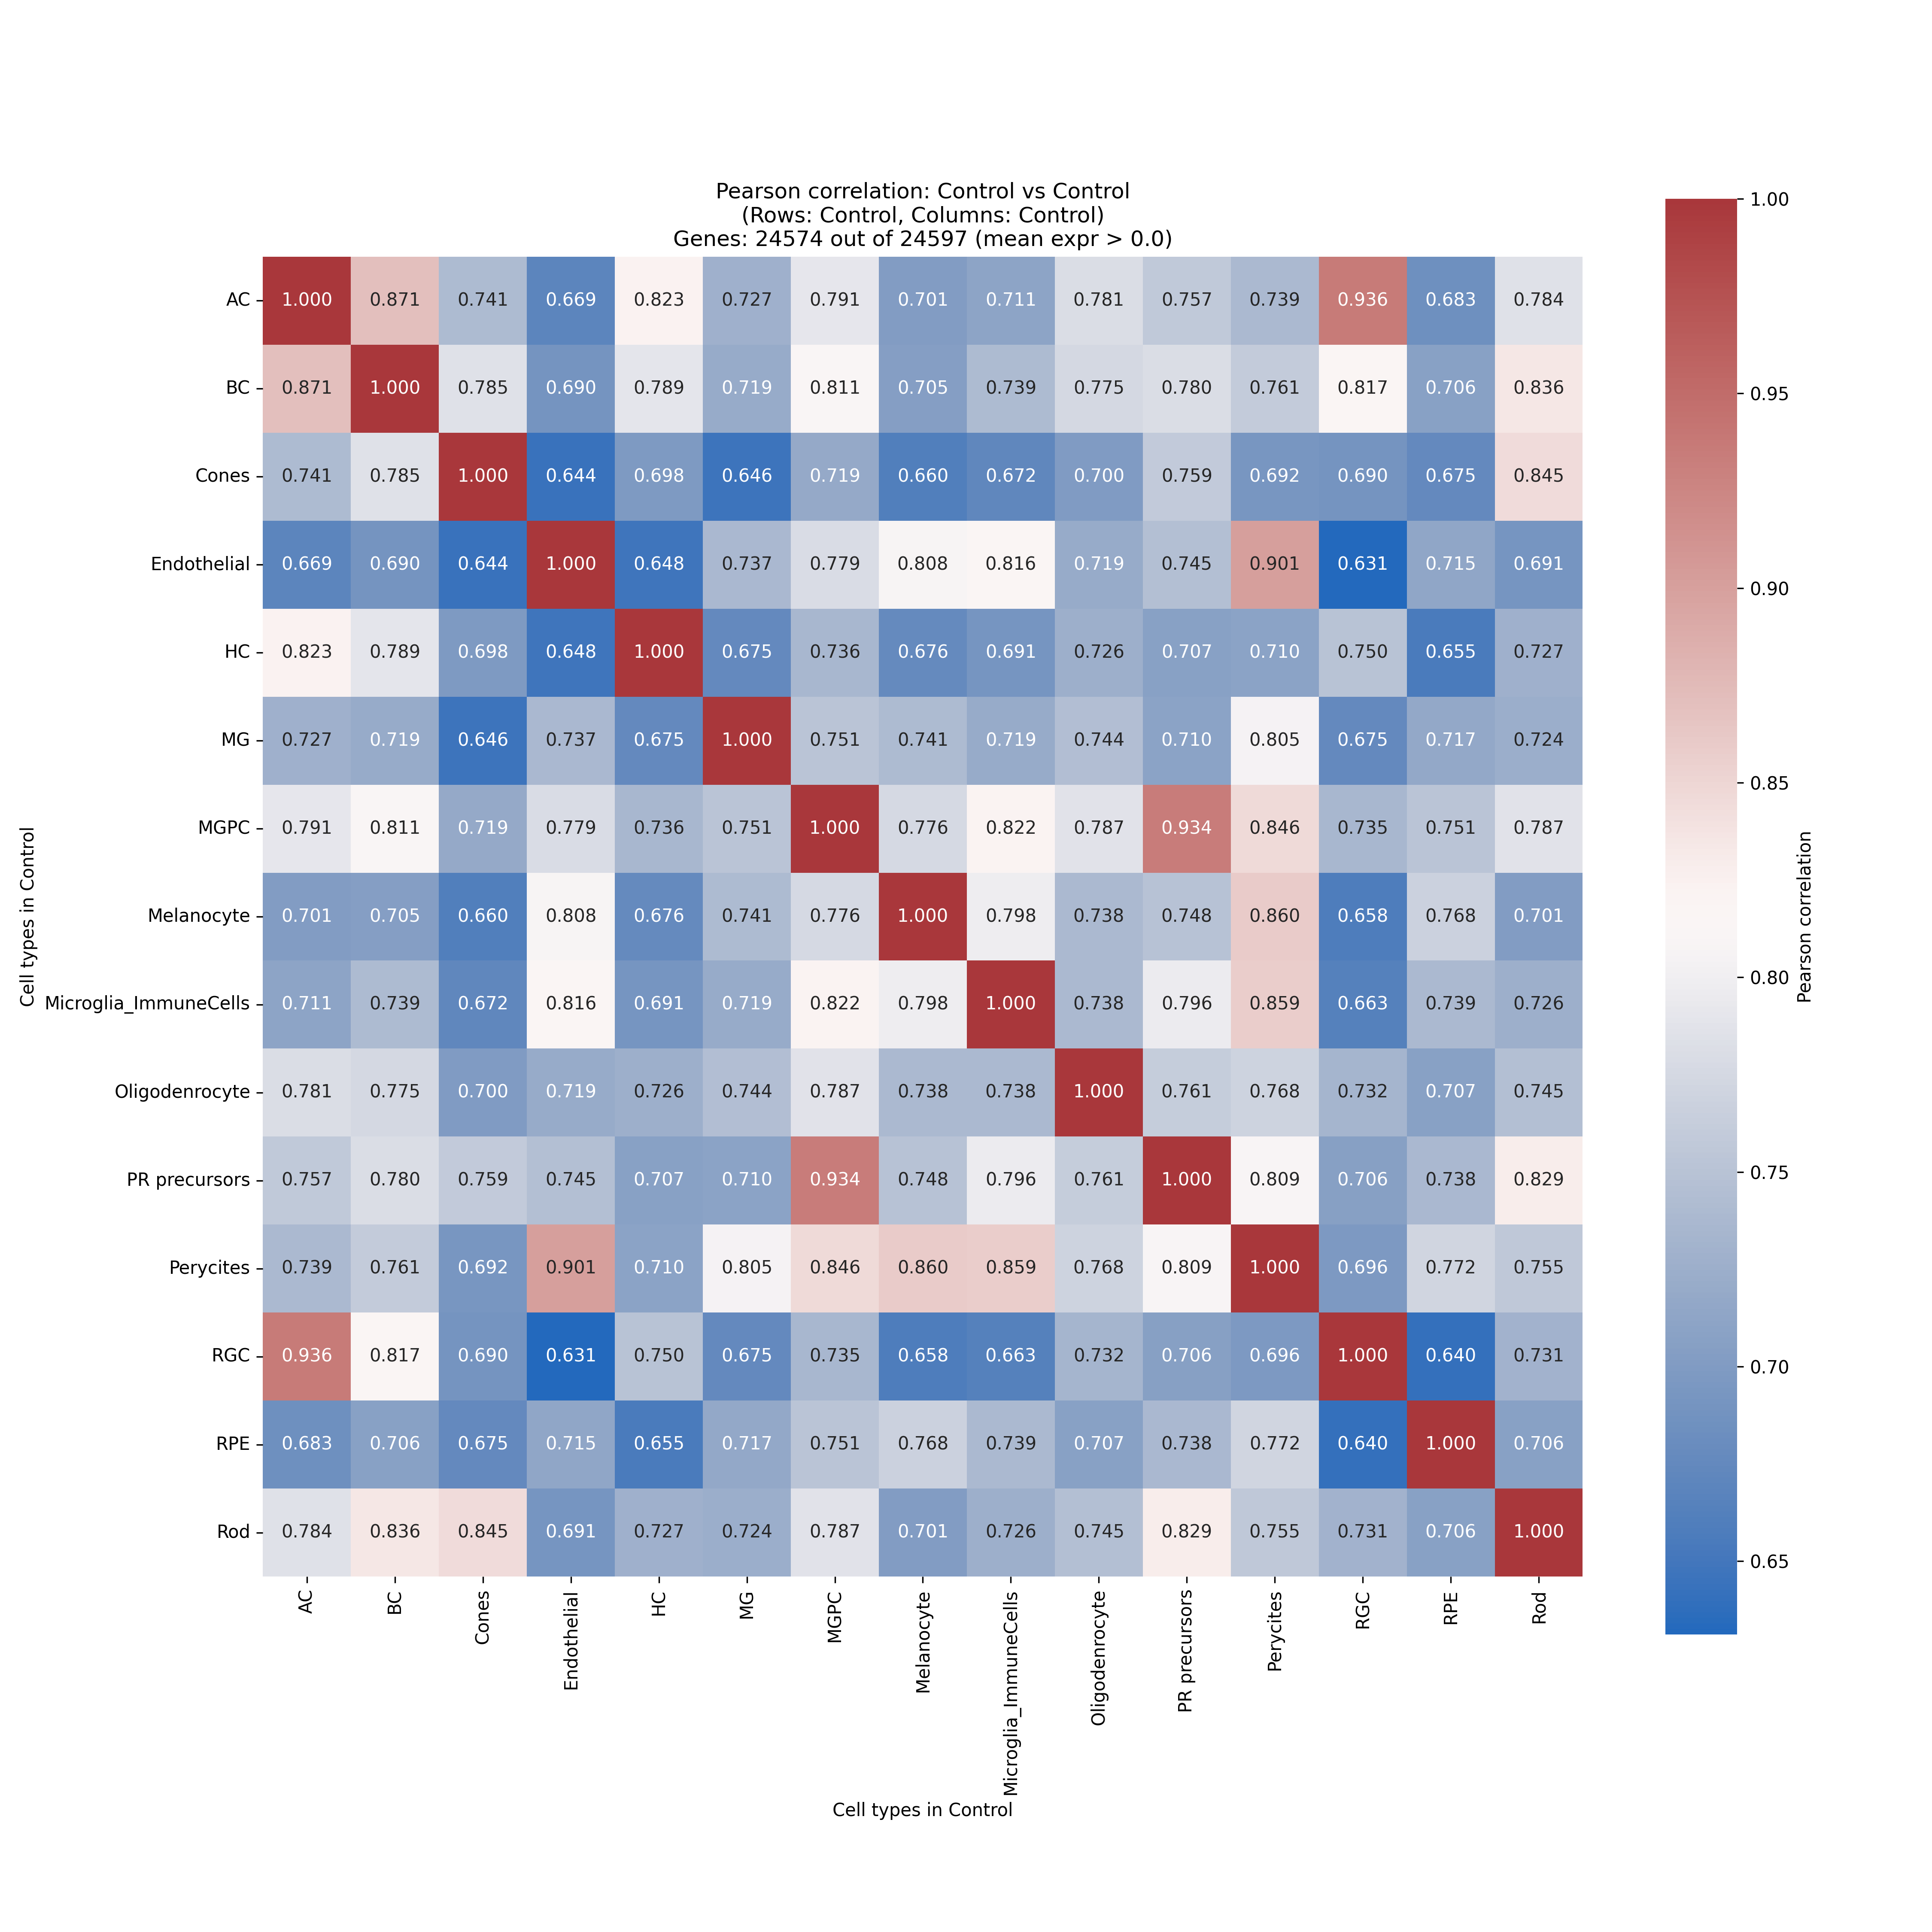 Pearson correlation: Control vs Control
(Rows: Control, Columns: Control)
Genes: 24574 out of 24597 (mean expr > 0.0)
Cell types in Control
AC 1.000 0.871 0.741 0.669 0.823 0.727 0.791 0.701 0.711 0.781 0.757 0.739 0.936 0.683 0.784
BC 0.871 1.000 0.785 0.690 0.789 0.719 0.811 0.705 0.739 0.775 0.780 0.761 0.817 0.706 0.836
Cones 0.741 0.785 1.000 0.644 0.698 0.646 0.719 0.660 0.672 0.700 0.759 0.692 0.690 0.675 0.845
Endothelial 0.669 0.690 0.644 1.000 0.648 0.737 0.779 0.808 0.816 0.719 0.745 0.901 0.631 0.715 0.691
HC 0.823 0.789 0.698 0.648 1.000 0.675 0.736 0.676 0.691 0.726 0.707 0.710 0.750 0.655 0.727
MG 0.727 0.719 0.646 0.737 0.675 1.000 0.751 0.741 0.719 0.744 0.710 0.805 0.675 0.717 0.724
MGPC 0.791 0.811 0.719 0.779 0.736 0.751 1.000 0.776 0.822 0.787 0.934 0.846 0.735 0.751 0.787
Melanocyte 0.701 0.705 0.660 0.808 0.676 0.741 0.776 1.000 0.798 0.738 0.748 0.860 0.658 0.768 0.701
Microglia_ImmuneCells 0.711 0.739 0.672 0.816 0.691 0.719 0.822 0.798 1.000 0.738 0.796 0.859 0.663 0.739 0.726
Oligodenrocyte 0.781 0.775 0.700 0.719 0.726 0.744 0.787 0.738 0.738 1.000 0.761 0.768 0.732 0.707 0.745
PR precursors 0.757 0.780 0.759 0.745 0.707 0.710 0.934 0.748 0.796 0.761 1.000 0.809 0.706 0.738 0.829
Perycites 0.739 0.761 0.692 0.901 0.710 0.805 0.846 0.860 0.859 0.768 0.809 1.000 0.696 0.772 0.755
RGC 0.936 0.817 0.690 0.631 0.750 0.675 0.735 0.658 0.663 0.732 0.706 0.696 1.000 0.640 0.731
RPE 0.683 0.706 0.675 0.715 0.655 0.717 0.751 0.768 0.739 0.707 0.738 0.772 0.640 1.000 0.706
Rod 0.784 0.836 0.845 0.691 0.727 0.724 0.787 0.701 0.726 0.745 0.829 0.755 0.731 0.706 1.000
AC
BC
Cones
Endothelial
HC
MG
MGPC
Melanocyte
Microglia_ImmuneCells
Oligodenrocyte
PR precursors
Perycites
RGC
RPE
Rod
Cell types in Control
1.00
0.95
0.90
0.85
0.80
0.75
0.70
0.65
Pearson correlation